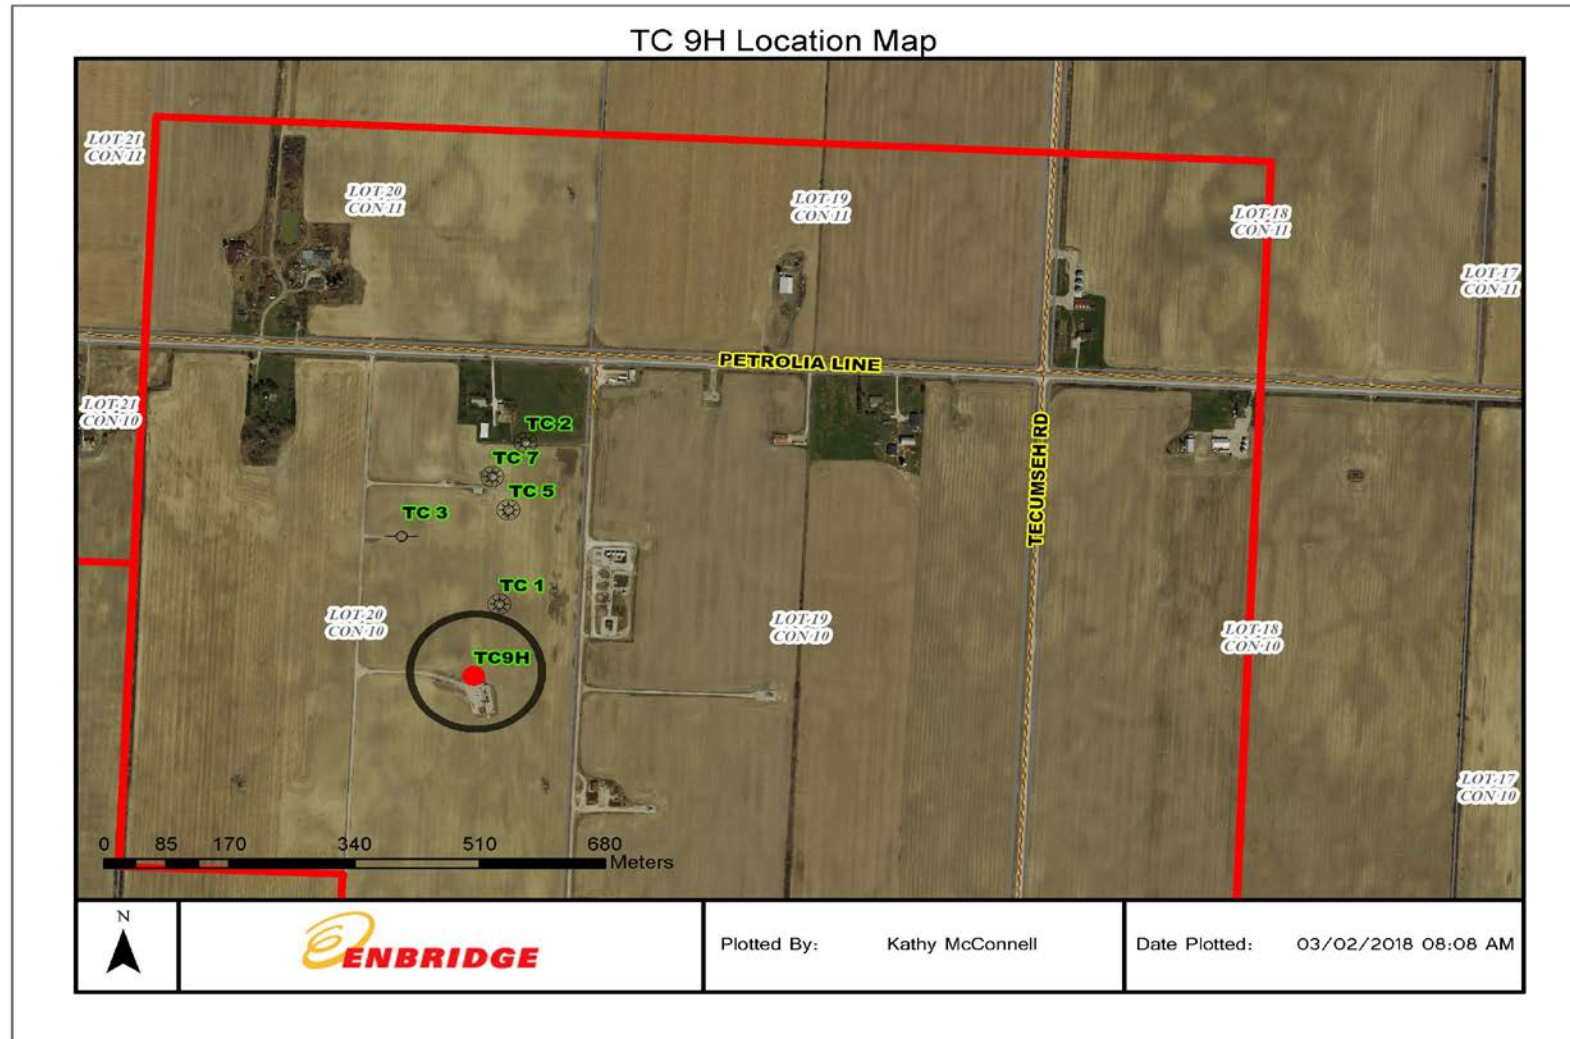 TC 9H Location Map
LOT 21
CON 11
LOT 20
CON 11
LOT 19
CON 11
LOT 18
CON 11
LOT 17
CON 11
PETROLIA LINE
LOT 21
CON 10
TC 2
TECUMSEH RD
TC 7
TC 5
TC 3
TC 1
LOT 20
CON 10
LOT 19
CON 10
LOT 18
CON 10
TC9H
LOT 17
CON 10
0 85 170 340 510 680
Meters
N
ENBRIDGE
Plotted By: Kathy McConnell
Date Plotted: 03/02/2018 08:08 AM